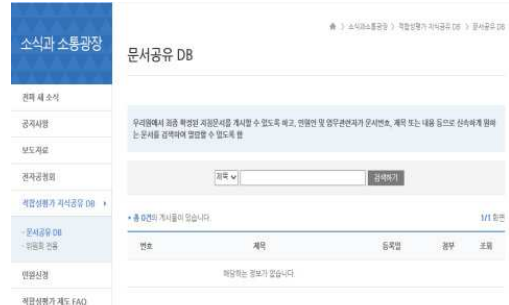 소식과 소통광장
전파 새 소식
공지사항
보도자료
전자공청회
적합성평가 지식공유 DB
- 문서공유 DB
- 위원회 전용
민원신청
적합성평가 제도 FAQ
> 소식과소통광장 > 적합성평가 지식공유 DB > 문서공유 DB
문서공유 DB
우리원에서 최종 확정된 지정문서를 게시할 수 있도록 하고, 민원인 및 업무관련자가 문서번호, 제목 또는 내용 등으로 신속하게 원하
는 문서를 검색하여 열람할 수 있도록 함
제목 검색하기
총 0건의 게시물이 있습니다. 1/1 화면
번호 제목 등록일 첨부 조회
해당하는 정보가 없습니다.